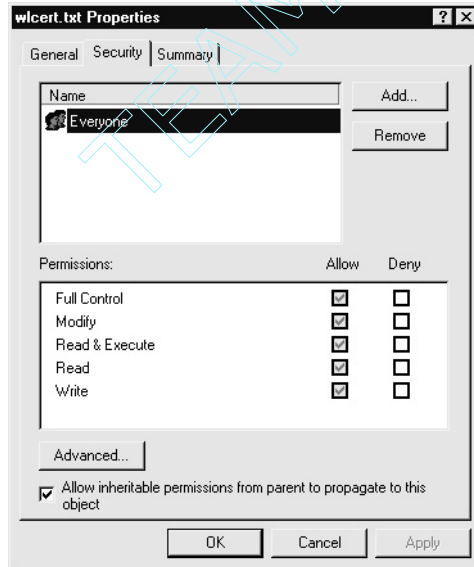 wlcert.txt Properties
? X
General Security Summary
Name
Add...
Everyone
Remove
Permissions: Allow Deny
Full Control
Modify
Read & Execute
Read
Write
Advanced...
Allow inheritable permissions from parent to propagate to this
object
OK Cancel Apply
TEAM